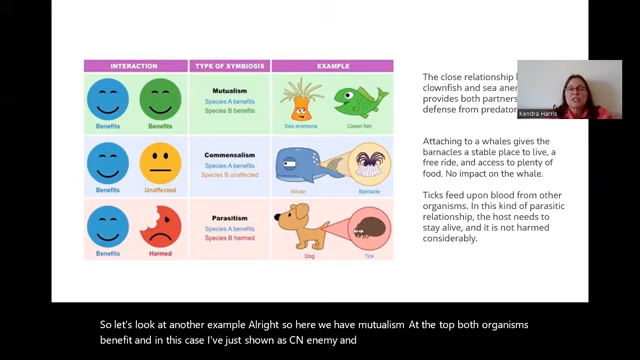 INTERACTION TYPE OF SYMBIOSIS EXAMPLE
Benefits
Benefits
Mutualism
Species A benefits
Species B benefits
Sea anemonk
Clown fish
Benefits
Unaffected
Commensalism
Species A benefits
Species B unaffected
Whale
Barnacle
Benefits
Harmed
Parasitism
Species A benefits
Species B harmed
Dog
Tick
The close relationship
clownfish and sea
provides both partners
defense from
Attaching to a whales gives the
barnacles a stable place to live, a
free ride, and access to plenty of
food. No impact on the whale.
Ticks feed upon blood from other
organisms. In this kind of parasitic
relationship, the host needs to
stay alive, and it is not harmed
considerably.
Kendra Harris
So let's look at another example Alright so here we have mutualism At the top both organisms
benefit and in this case I've just shown as CN enemy and